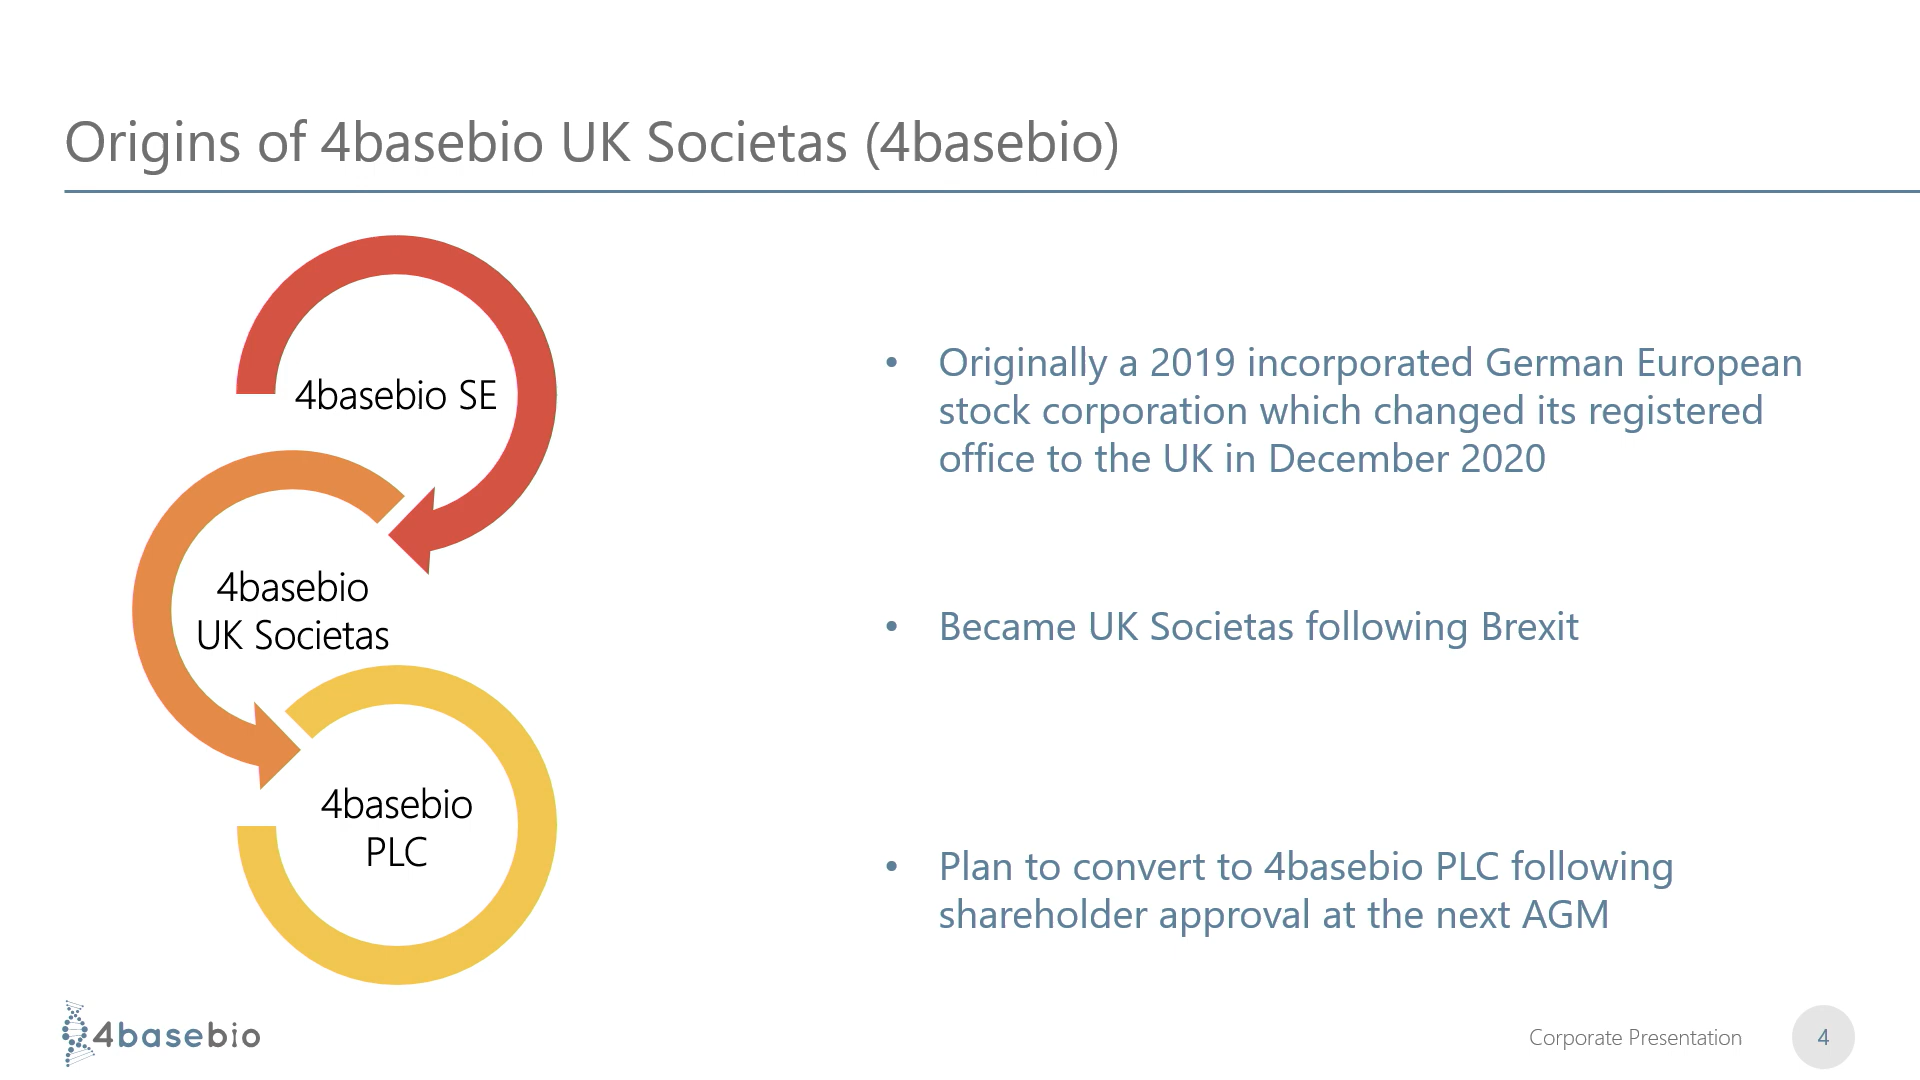 Origins of 4basebio UK Societas (4basebio)
4basebio SE
• Originally a 2019 incorporated German European
stock corporation which changed its registered
office to the UK in December 2020
4basebio
UK Societas
• Became UK Societas following Brexit
4basebio
PLC
• Plan to convert to 4basebio PLC following
shareholder approval at the next AGM
4basebio
Corporate Presentation
4